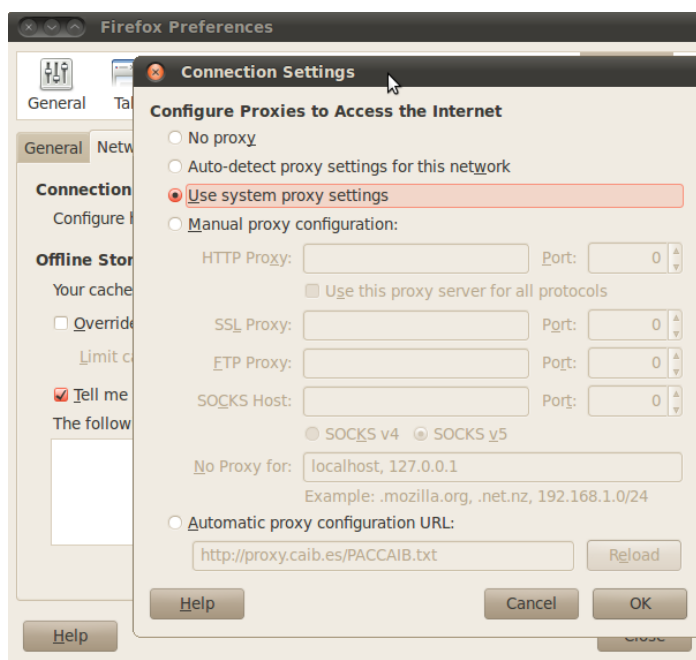 Firefox Preferences
General Tal
Connection Settings
Configure Proxies to Access the Internet
No proxy
Auto-detect proxy settings for this network
Use system proxy settings
Manual proxy configuration:
HTTP Proxy: Port: 0
Use this proxy server for all protocols
SSL Proxy: Port: 0
FTP Proxy: Port: 0
SOCKS Host: Port: 0
SOCKS v4 SOCKS v5
No Proxy for: localhost, 127.0.0.1
Example: .mozilla.org, .net.nz, 192.168.1.0/24
Automatic proxy configuration URL:
http://proxy.caib.es/PACCAIB.txt Reload
Help Cancel OK
General Netw
Connection
Configure
Offline Stor
Your cache
Override
Limit
Tell me
The follow
Help Close